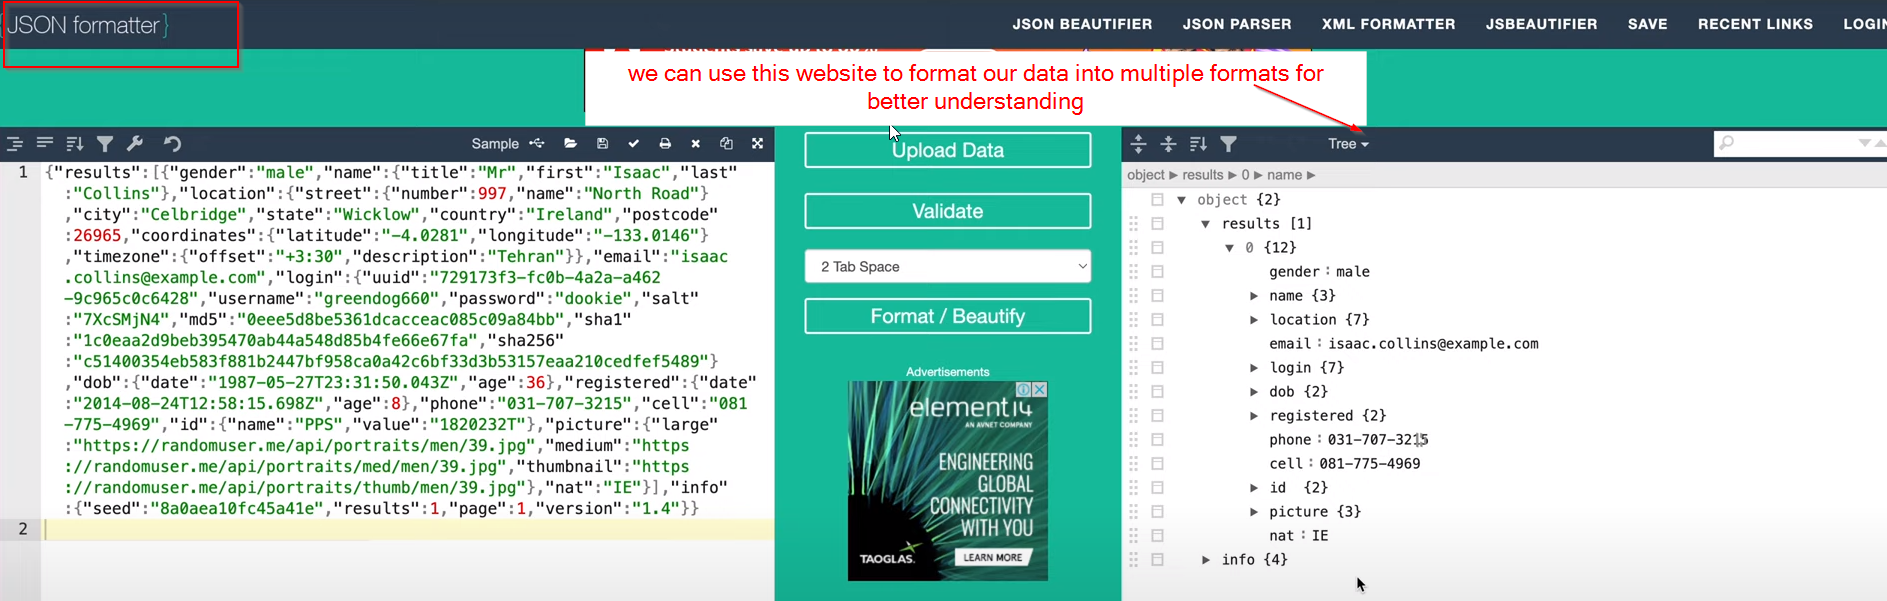 {JSON formatter}
JSON BEAUTIFIER JSON PARSER XML FORMATTER JSBEAUTIFIER SAVE RECENT LINKS LOGIN
we can use this website to format our data into multiple formats for
better understanding
Sample
1 {"results":[{"gender":"male","name":{"title":"Mr","first":"Isaac","last"
:"Collins"},"location":{"street":{"number":997,"name":"North Road"}
,"city":"Celbridge","state":"Wicklow","country":"Ireland","postcode"
:26965,"coordinates":{"latitude":"-4.0281","longitude":"-133.0146"}
,"timezone":{"offset":"+3:30","description":"Tehran"}},"email":"isaac
.collins@example.com","login":{"uuid":"729173f3-fc0b-4a2a-a462
-9c965c0c6428","username":"greendog660","password":"dookie","salt"
:"7XcSMjN4","md5":"0eee5d8be5361dcacceac085c09a84bb","sha1"
:"1c0eaa2d9beb395470ab44a548d85b4fe66e67fa","sha256"
:"c51400354eb583f881b2447bf958ca0a42c6bf33d3b53157eaa210cedfef5489"}
,"dob":{"date":"1987-05-27T23:31:50.043Z","age":36},"registered":{"date"
:"2014-08-24T12:58:15.698Z","age":8},"phone":"031-707-3215","cell":"081
-775-4969","id":{"name":"PPS","value":"1820232T"},"picture":{"large"
:"https://randomuser.me/api/portraits/men/39.jpg","medium":"https
://randomuser.me/api/portraits/med/men/39.jpg","thumbnail":"https
://randomuser.me/api/portraits/thumb/men/39.jpg"},"nat":"IE"}],"info"
:{"seed":"8a0aea10fc45a41e","results":1,"page":1,"version":"1.4"}}
2
Upload Data
Validate
2 Tab Space
Format / Beautify
Advertisements
element14
AN AVNET COMPANY
ENGINEERING
GLOBAL
CONNECTIVITY
WITH YOU
TAOGLAS.
LEARN MORE
Tree
object ▶ results ▶ 0 ▶ name ▶
object {2}
results [1]
0 {12}
gender : male
name {3}
location {7}
email : isaac.collins@example.com
login {7}
dob {2}
registered {2}
phone : 031-707-3215
cell : 081-775-4969
id {2}
picture {3}
nat : IE
info {4}